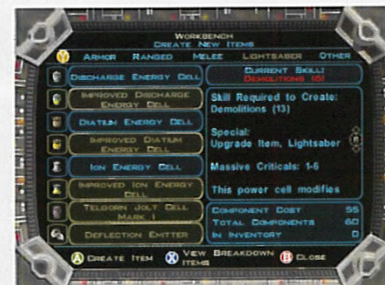 WORKBENCH
CREATE NEW ITEMS
Y ARMOR RANGED MELEE LIGHTSABER OTHER
DISCHARGE ENERGY CELL
IMPROVED DISCHARGE
ENERGY CELL
DIATIUM ENERGY CELL
IMPROVED DIATIUM
ENERGY CELL
ION ENERGY CELL
IMPROVED ION ENERGY
CELL
TELGORN JOLT CELL
MARK I
DEFLECTION EMITTER
CURRENT SKILL:
Skill Required to Create:
Demolitions (13)
Special:
Upgrade Item, Lightsaber
Massive Criticals: 1-6
This power cell modifies
COMPONENT COST 55
TOTAL COMPONENTS 60
IN INVENTORY 0
A CREATE ITEM X VIEW BREAKDOWN
ITEMS B CLOSE